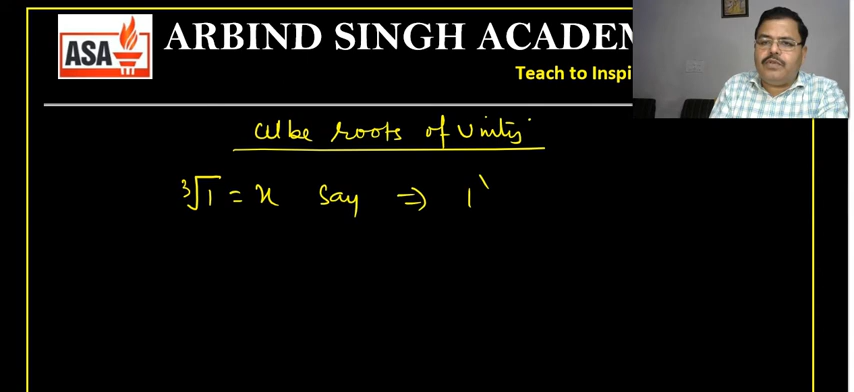 ASA
ARBIND SINGH ACADEM
Teach to Inspi
Cube roots of Unity
∛1 = x say ⇒ 1